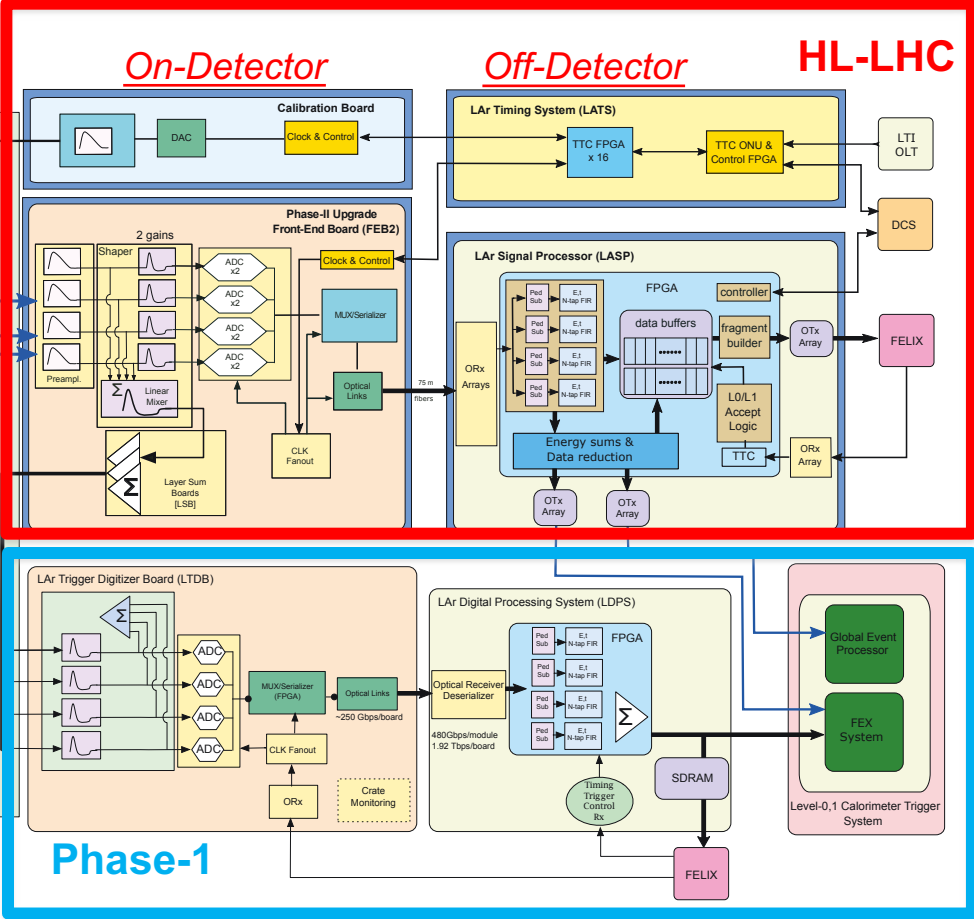 On-Detector
Off-Detector
HL-LHC
Calibration Board
DAC
Clock & Control
LAr Timing System (LATS)
TTC FPGA
x 16
TTC ONU &
Control FPGA
LTI
OLT
DCS
Phase-II Upgrade
Front-End Board (FEB2)
2 gains
Shaper
Preampl.
ADC
x2
ADC
x2
ADC
x2
ADC
x2
Clock & Control
MUX/Serializer
Optical
Links
Σ
Linear
Mixer
CLK
Fanout
Σ
Layer Sum
Boards
[LSB]
75 m
fibers
LAr Signal Processor (LASP)
ORx
Arrays
FPGA
Ped
Sub
E,t
N-tap FIR
Ped
Sub
E,t
N-tap FIR
Ped
Sub
E,t
N-tap FIR
Ped
Sub
E,t
N-tap FIR
data buffers
controller
fragment
builder
OTx
Array
FELIX
L0/L1
Accept
Logic
TTC
ORx
Array
Energy sums &
Data reduction
OTx
Array
OTx
Array
LAr Trigger Digitizer Board (LTDB)
Σ
ADC
ADC
ADC
ADC
MUX/Serializer
(FPGA)
Optical Links
~250 Gbps/board
CLK Fanout
ORx
Crate
Monitoring
LAr Digital Processing System (LDPS)
Optical Receiver
Deserializer
480Gbps/module
1.92 Tbps/board
FPGA
Ped
Sub
E,t
N-tap FIR
Ped
Sub
E,t
N-tap FIR
Ped
Sub
E,t
N-tap FIR
Ped
Sub
E,t
N-tap FIR
Σ
SDRAM
Timing
Trigger
Control
Rx
FELIX
Global Event
Processor
FEX
System
Level-0,1 Calorimeter Trigger
System
Phase-1